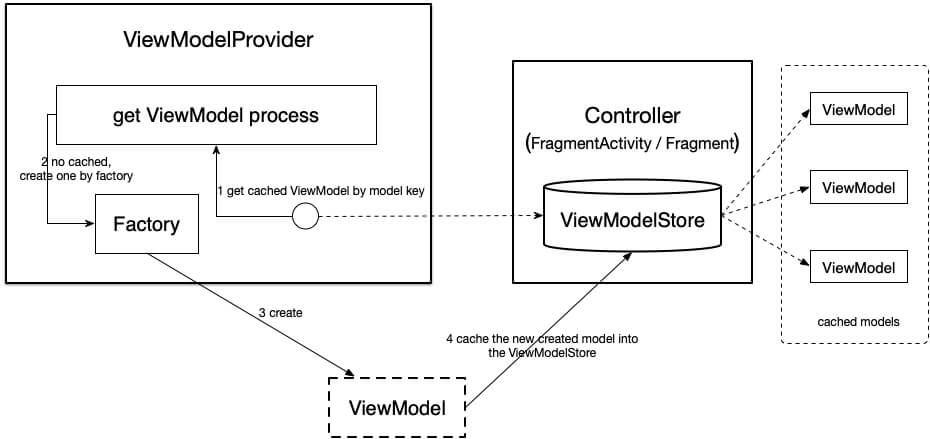 ViewModelProvider
get ViewModel process
2 no cached,
create one by factory
1 get cached ViewModel by model key
Factory
3 create
ViewModel
4 cache the new created model into
the ViewModelStore
Controller
(FragmentActivity / Fragment)
ViewModelStore
ViewModel
ViewModel
ViewModel
cached models